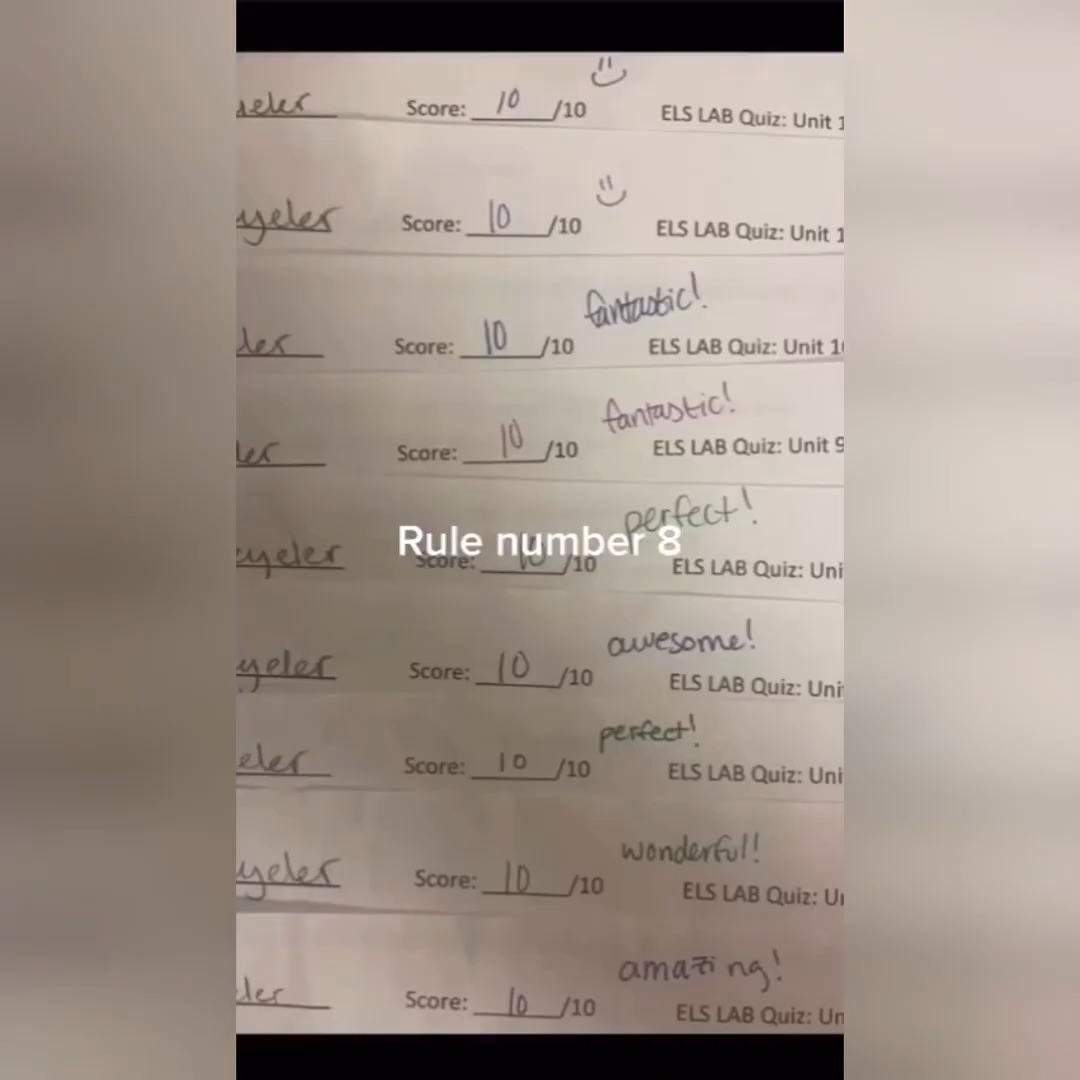 eler Score: 10 /10 ELS LAB Quiz: Unit 1
yeler Score: 10 /10 ELS LAB Quiz: Unit 1
fantastic!
ler Score: 10 /10 ELS LAB Quiz: Unit 1
fantastic!
ler Score: 10 /10 ELS LAB Quiz: Unit 9
perfect!
Rule number 8
eyeler Score: 10 /10 ELS LAB Quiz: Uni
awesome!
yeler Score: 10 /10 ELS LAB Quiz: Uni
perfect!
eler Score: 10 /10 ELS LAB Quiz: Uni
wonderful!
yeler Score: 10 /10 ELS LAB Quiz: U
amazing!
ler Score: 10 /10 ELS LAB Quiz: Un